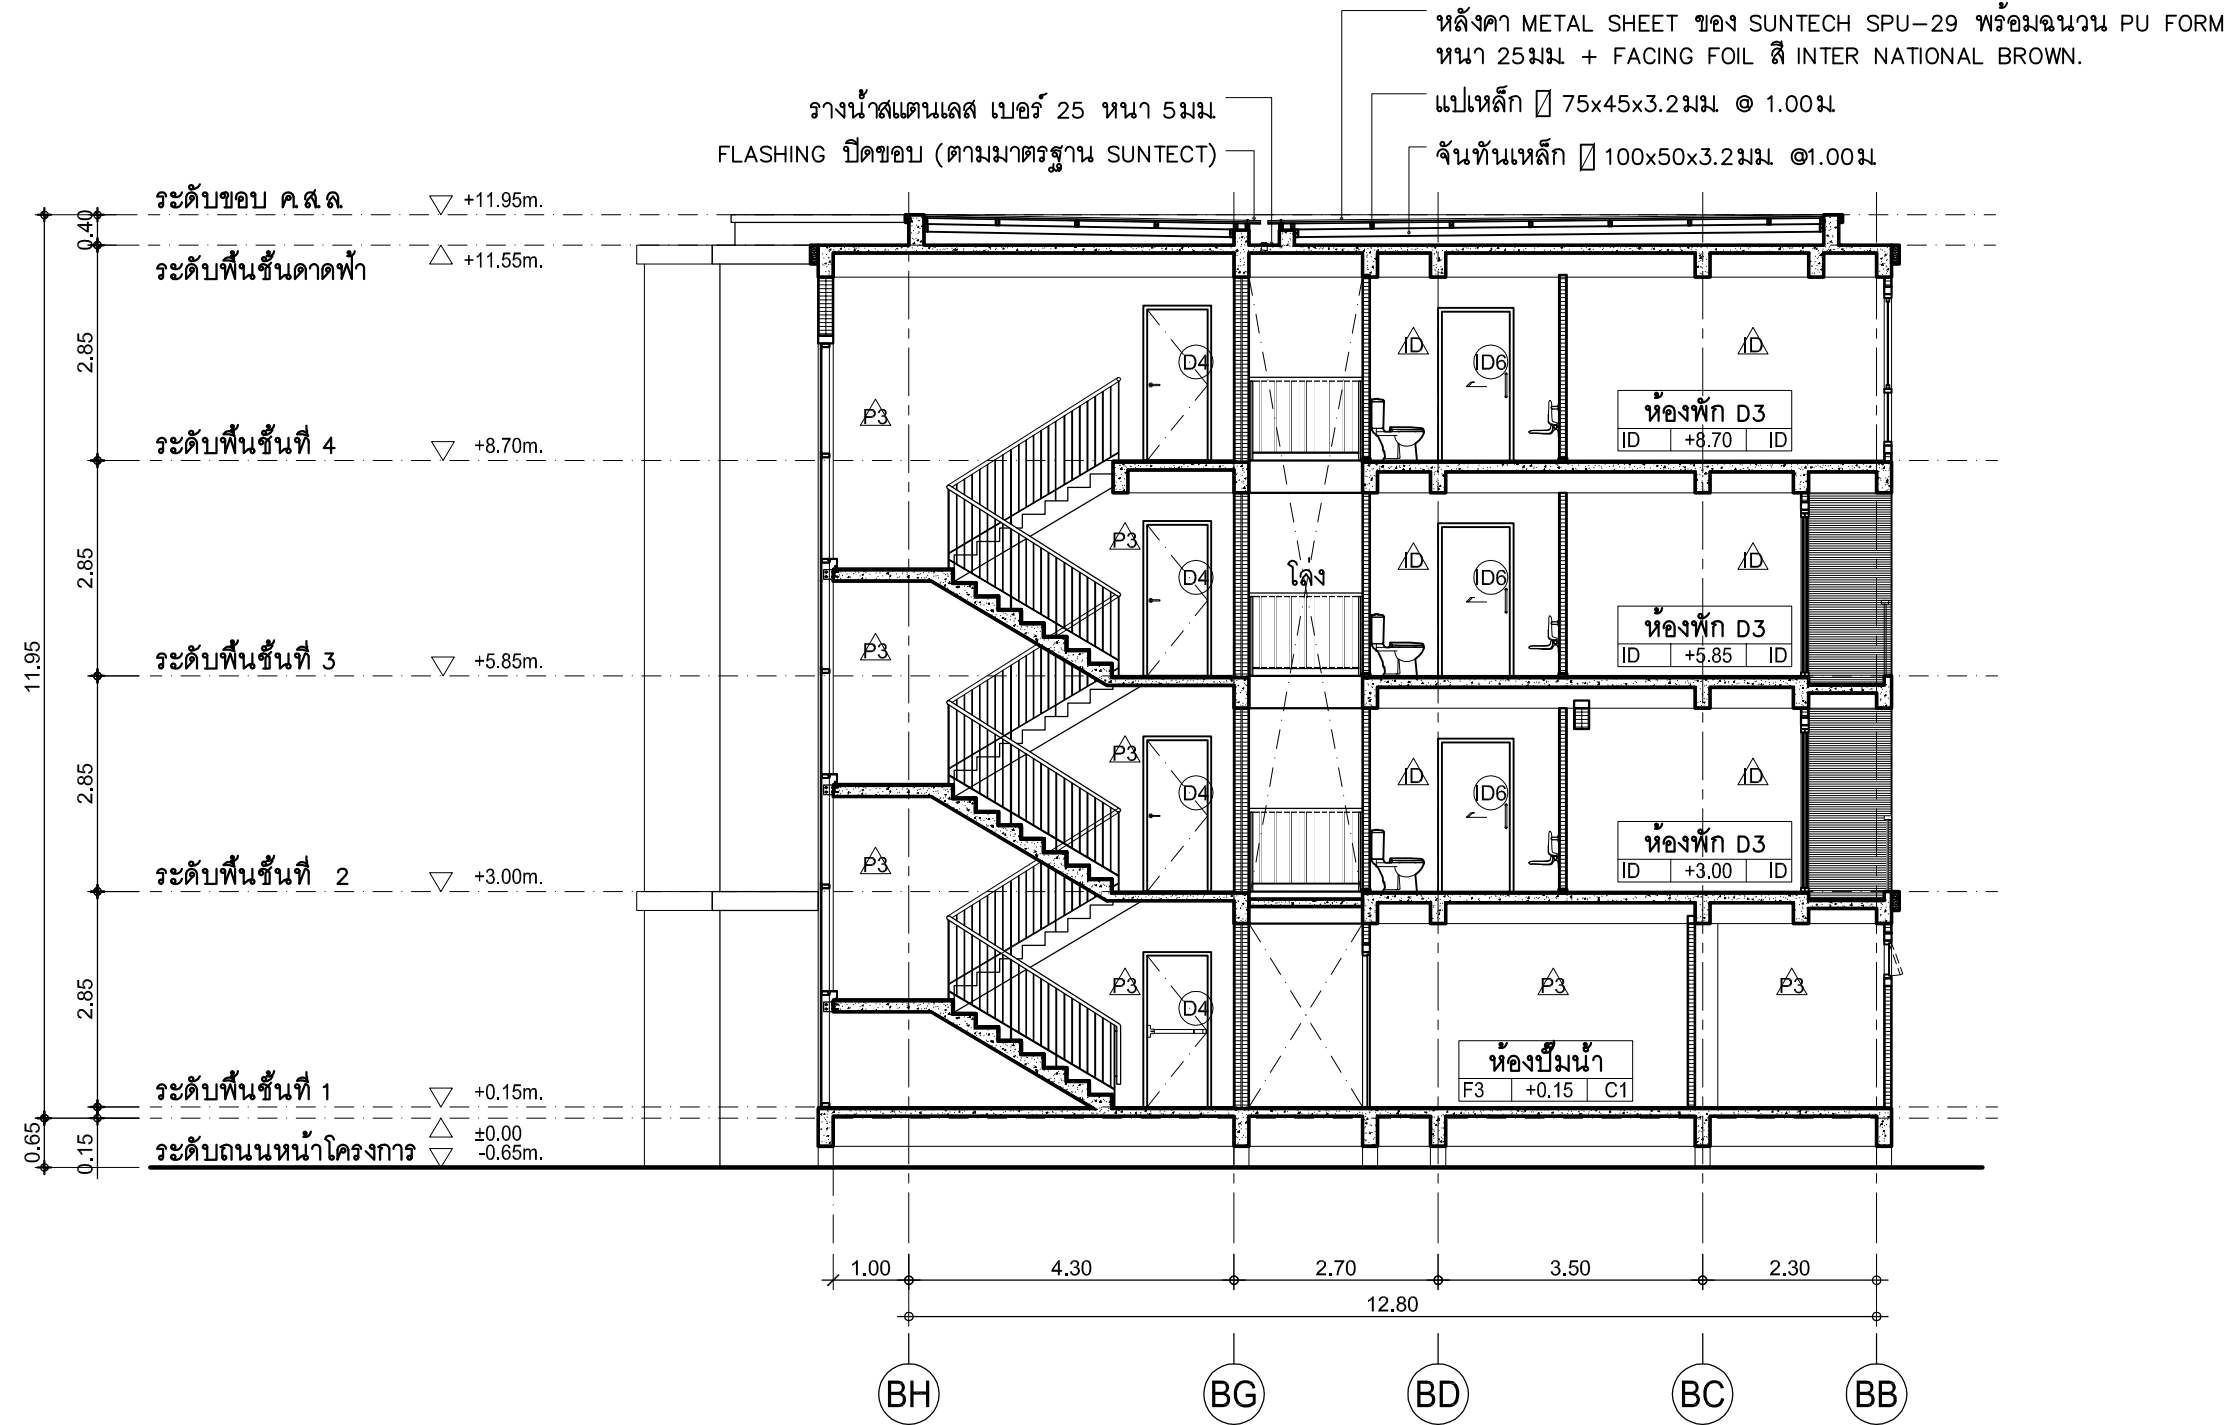 หลังคา METAL SHEET ของ SUNTECH SPU-29 พร้อมฉนวน PU FORM
หนา 25มม. + FACING FOIL สี INTER NATIONAL BROWN.
รางน้ำสแตนเลส เบอร์ 25 หนา 5มม.
แปเหล็ก 75x45x3.2มม. @ 1.00ม.
FLASHING ปิดขอบ (ตามมาตรฐาน SUNTECT)
จันทันเหล็ก 100x50x3.2มม. @1.00ม.
ระดับขอบ ค.ส.ล. +11.95m.
0.40
ระดับพื้นชั้นดาดฟ้า +11.55m.
2.85
D4 ID ID6 ID
P3
ห้องพัก D3
ID +8.70 ID
ระดับพื้นชั้นที่ 4 +8.70m.
2.85
P3 D4 โล่ง ID ID6 ID
ห้องพัก D3
ID +5.85 ID
11.95
ระดับพื้นชั้นที่ 3 +5.85m.
P3
2.85
P3 D4 ID ID6 ID
ห้องพัก D3
ID +3.00 ID
ระดับพื้นชั้นที่ 2 +3.00m.
P3
2.85
P3 D4 P3 P3
ห้องปั๊มน้ำ
F3 +0.15 C1
ระดับพื้นชั้นที่ 1 +0.15m.
±0.00
0.65 0.15
ระดับถนนหน้าโครงการ -0.65m.
1.00 4.30 2.70 3.50 2.30
12.80
BH BG BD BC BB